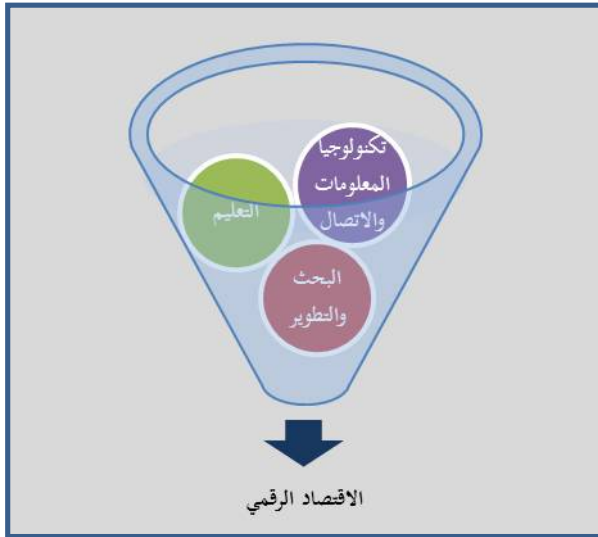 تكنولوجيا
المعلومات
والاتصال
التعليم
البحث
والتطوير
الاقتصاد الرقمي